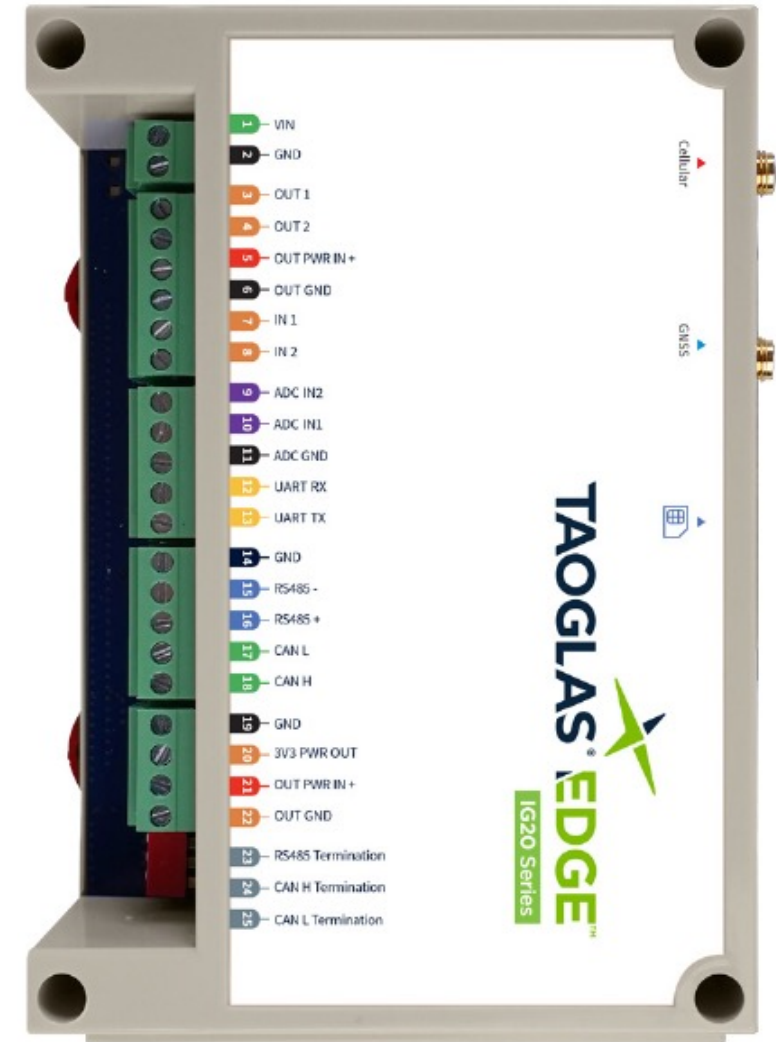 1 VIN
2 GND
3 OUT 1
4 OUT 2
5 OUT PWR IN +
6 OUT GND
7 IN 1
8 IN 2
9 ADC IN2
10 ADC IN1
11 ADC GND
12 UART RX
13 UART TX
14 GND
15 RS485 -
16 RS485 +
17 CAN L
18 CAN H
19 GND
20 3V3 PWR OUT
21 OUT PWR IN +
22 OUT GND
23 RS485 Termination
24 CAN H Termination
25 CAN L Termination
Cellular
GNSS
TAOGLAS® EDGE™
IG20 Series